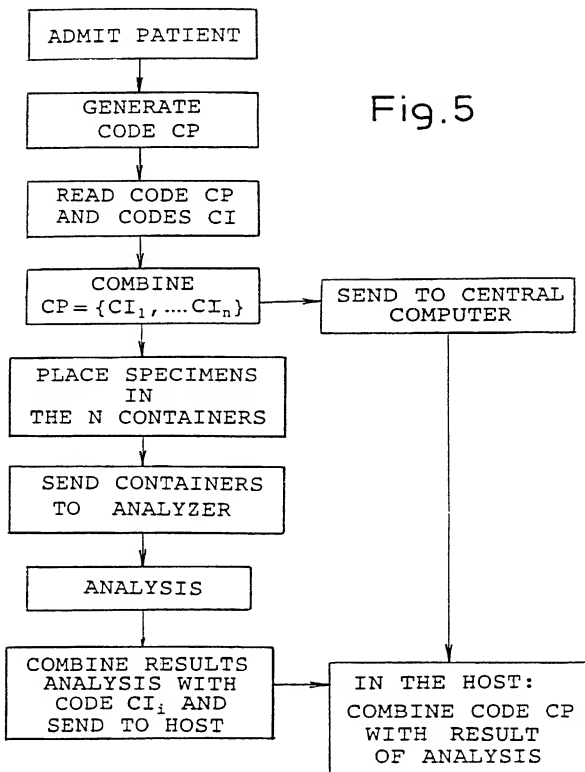 ADMIT PATIENT
Fig.5
GENERATE
CODE CP
READ CODE CP
AND CODES CI
COMBINE
CP={CI₁,....CIₙ}
SEND TO CENTRAL
COMPUTER
PLACE SPECIMENS
IN
THE N CONTAINERS
SEND CONTAINERS
TO ANALYZER
ANALYSIS
COMBINE RESULTS
ANALYSIS WITH
CODE CIᵢ AND
SEND TO HOST
IN THE HOST:
COMBINE CODE CP
WITH RESULT
OF ANALYSIS